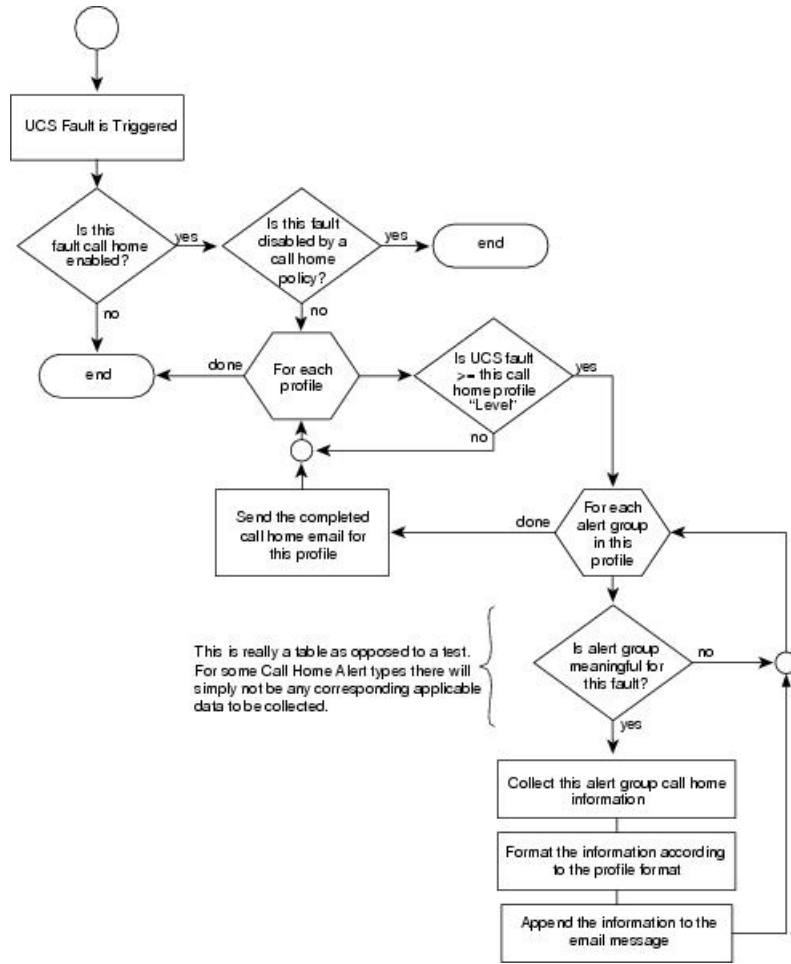 UCS Fault is Triggered
Is this
fault call home
enabled?
yes
Is this fault
disabled by a
call home
policy?
yes
end
no
no
end
done
For each
profile
Is UCS fault
>= this call
home profile
"Level"
yes
no
Send the completed
call home email for
this profile
done
For each
alert group
in this
profile
This is really a table as opposed to a test.
For some Call Home Alert types there will
simply not be any corresponding applicable
data to be collected.
Is alert group
meaningful for
this fault?
no
yes
Collect this alert group call home
information
Format the information according
to the profile format
Append the information to the
email message